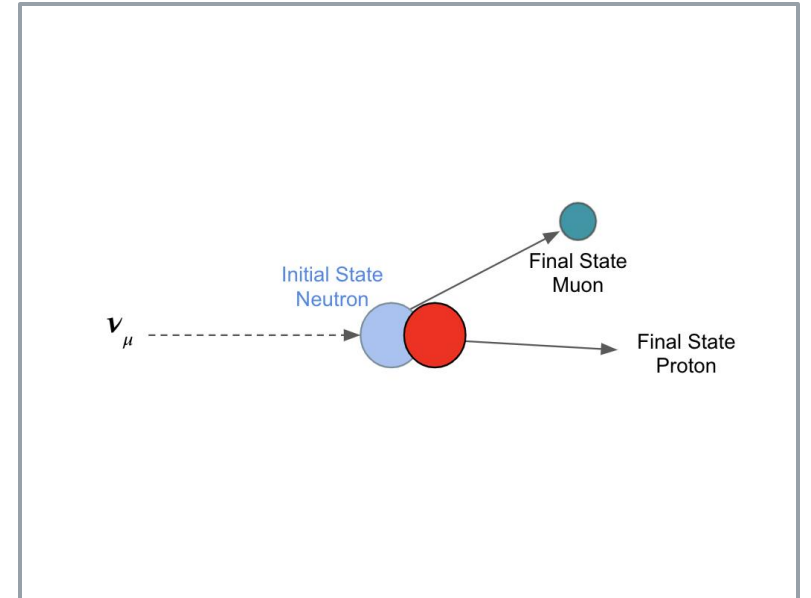 Initial State
Neutron
ν_μ
Final State
Muon
Final State
Proton